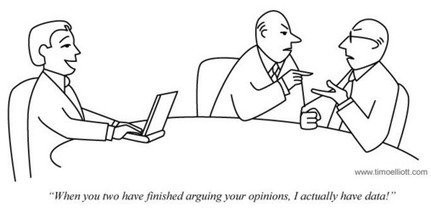 www.timoelliott.com
“When you two have finished arguing your opinions, I actually have data!”